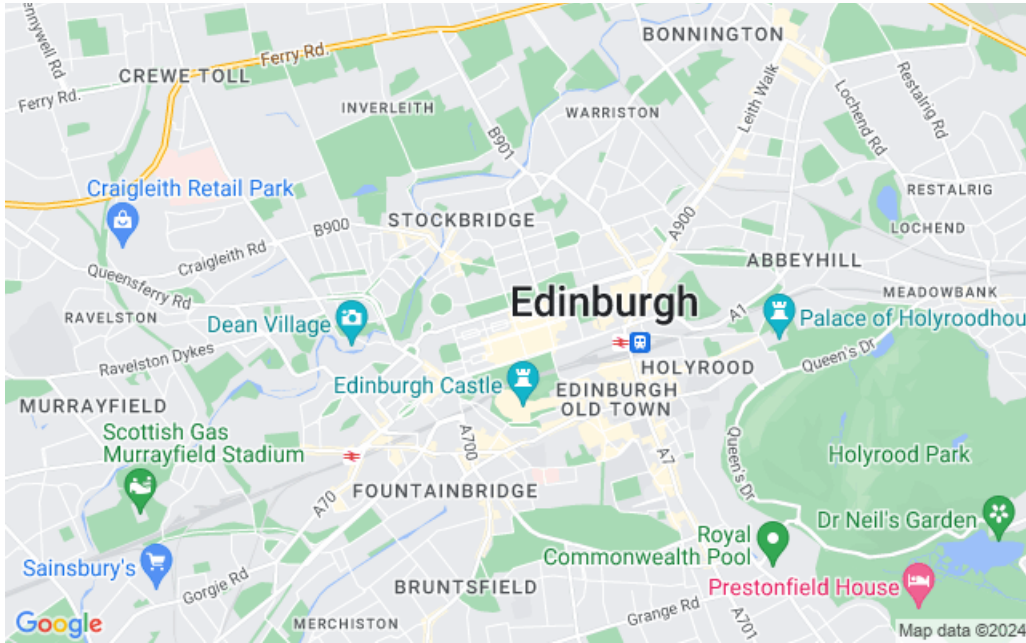 nnywell Rd
Ferry Rd.
BONNINGTON
CREWE TOLL
Ferry Rd.
INVERLEITH
B901
WARRISTON
Leith Walk
Lochend Rd
Restalrig Rd
Craigleith Retail Park
RESTALRIG
B900
STOCKBRIDGE
A900
LOCHEND
Craigleith Rd
ABBEYHILL
Queensferry Rd
MEADOWBANK
Edinburgh
A1
RAVELSTON
Dean Village
Palace of Holyroodhou
Ravelston Dykes
Queen's Dr
HOLYROOD
Edinburgh Castle
EDINBURGH
OLD TOWN
MURRAYFIELD
Scottish Gas
Murrayfield Stadium
A700
A7
Queen's Dr
Holyrood Park
A70
FOUNTAINBRIDGE
Dr Neil's Garden
Royal
Commonwealth Pool
Sainsbury's
Gorgie Rd
BRUNTSFIELD
Prestonfield House
Grange Rd
A701
MERCHISTON
Google
Map data ©2024